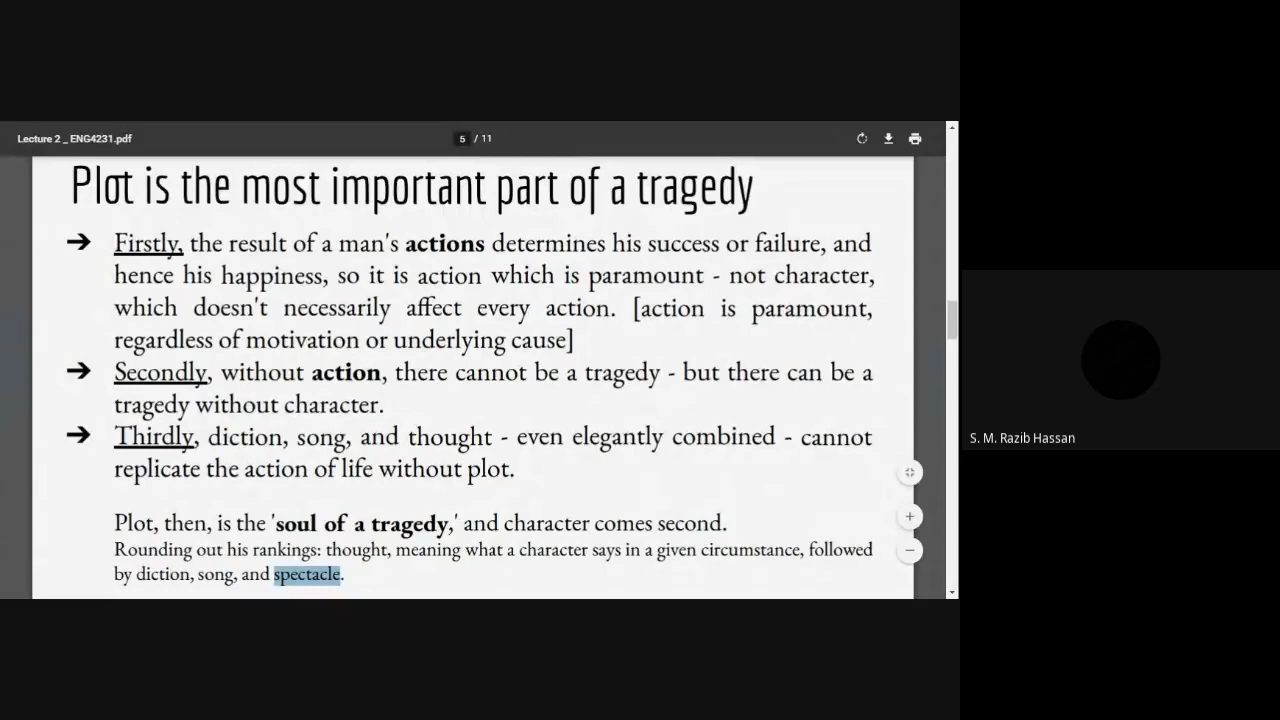 Lecture 2 _ ENG4231.pdf
5 / 11
Plot is the most important part of a tragedy
➔ Firstly, the result of a man's actions determines his success or failure, and
hence his happiness, so it is action which is paramount - not character,
which doesn't necessarily affect every action. [action is paramount,
regardless of motivation or underlying cause]
➔ Secondly, without action, there cannot be a tragedy - but there can be a
tragedy without character.
➔ Thirdly, diction, song, and thought - even elegantly combined - cannot
replicate the action of life without plot.
Plot, then, is the 'soul of a tragedy,' and character comes second.
Rounding out his rankings: thought, meaning what a character says in a given circumstance, followed
by diction, song, and spectacle.
S. M. Razib Hassan